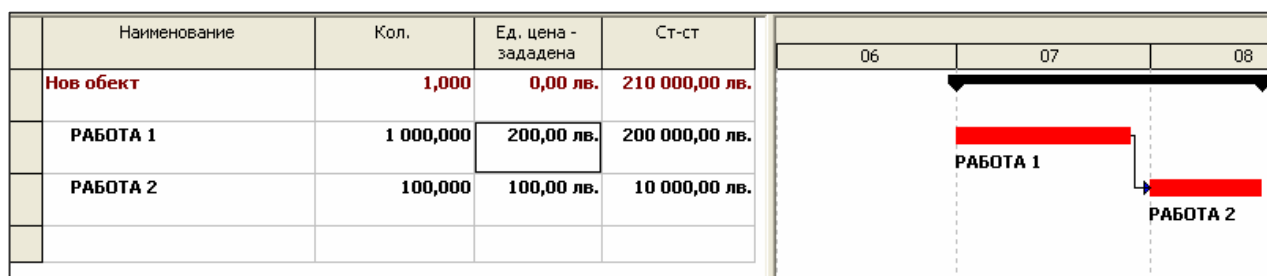 Наименование Кол. Ед. цена - зададена Ст-ст 06 07 08
Нов обект 1,000 0,00 лв. 210 000,00 лв.
РАБОТА 1 1 000,000 200,00 лв. 200 000,00 лв.
РАБОТА 1
РАБОТА 2 100,000 100,00 лв. 10 000,00 лв.
РАБОТА 2